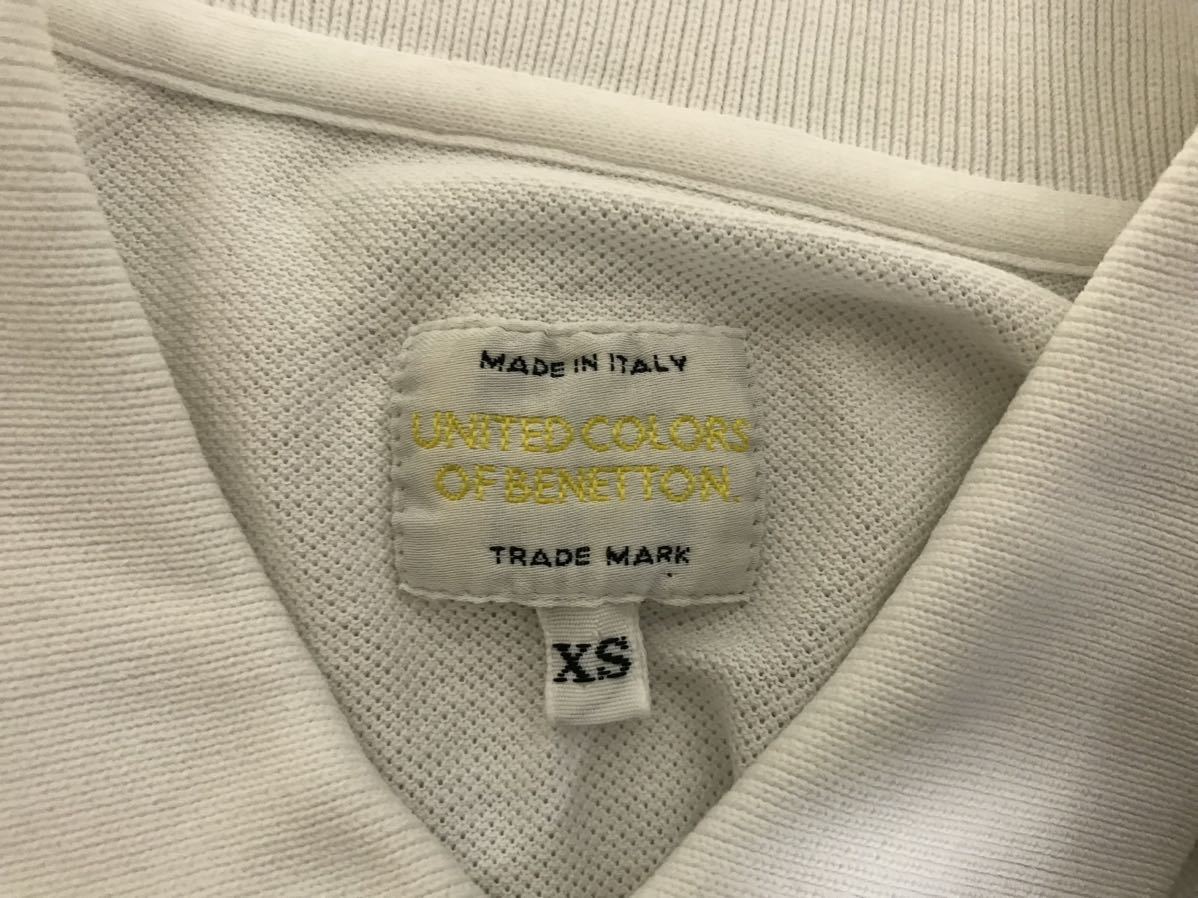 MADE IN ITALY
UNITED COLORS
OF BENETTON.
TRADE MARK
XS